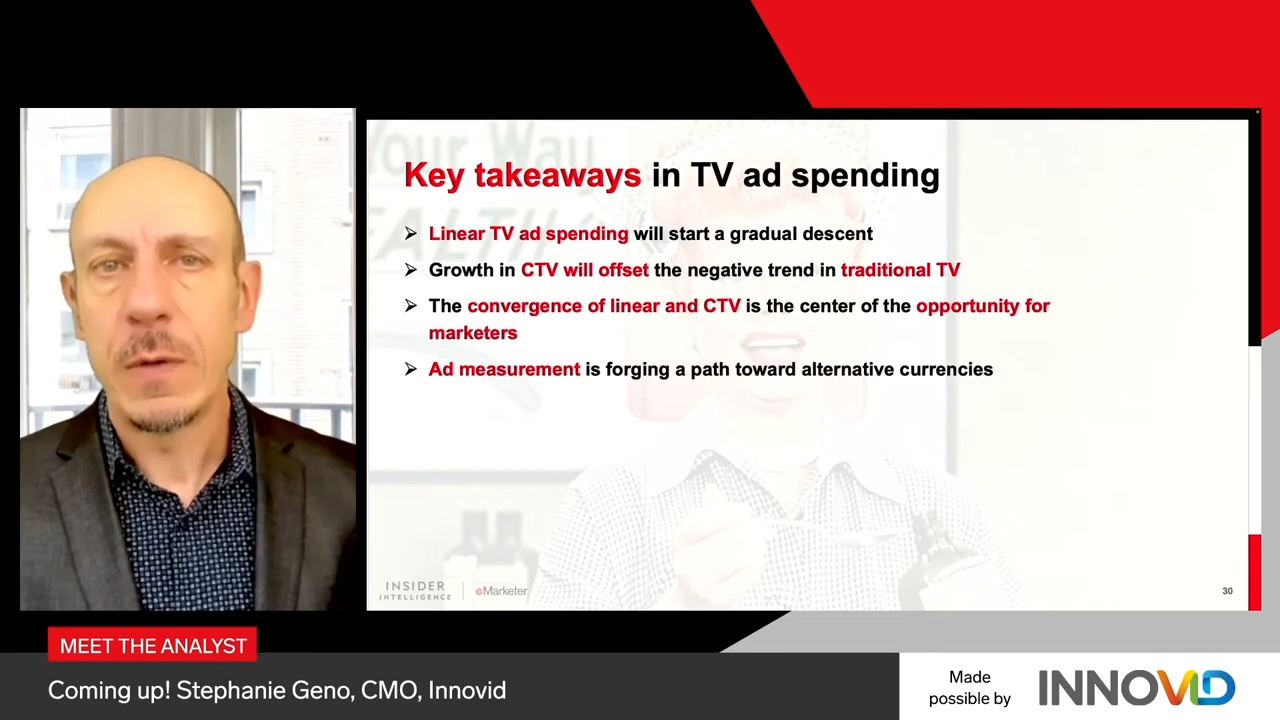 Your Way
Key takeaways in TV ad spending
Linear TV ad spending will start a gradual descent
Growth in CTV will offset the negative trend in traditional TV
The convergence of linear and CTV is the center of the opportunity for
marketers
Ad measurement is forging a path toward alternative currencies
INSIDER
INTELLIGENCE
eMarketer
30
MEET THE ANALYST
Coming up! Stephanie Geno, CMO, Innovid
Made
possible by
INNOVID